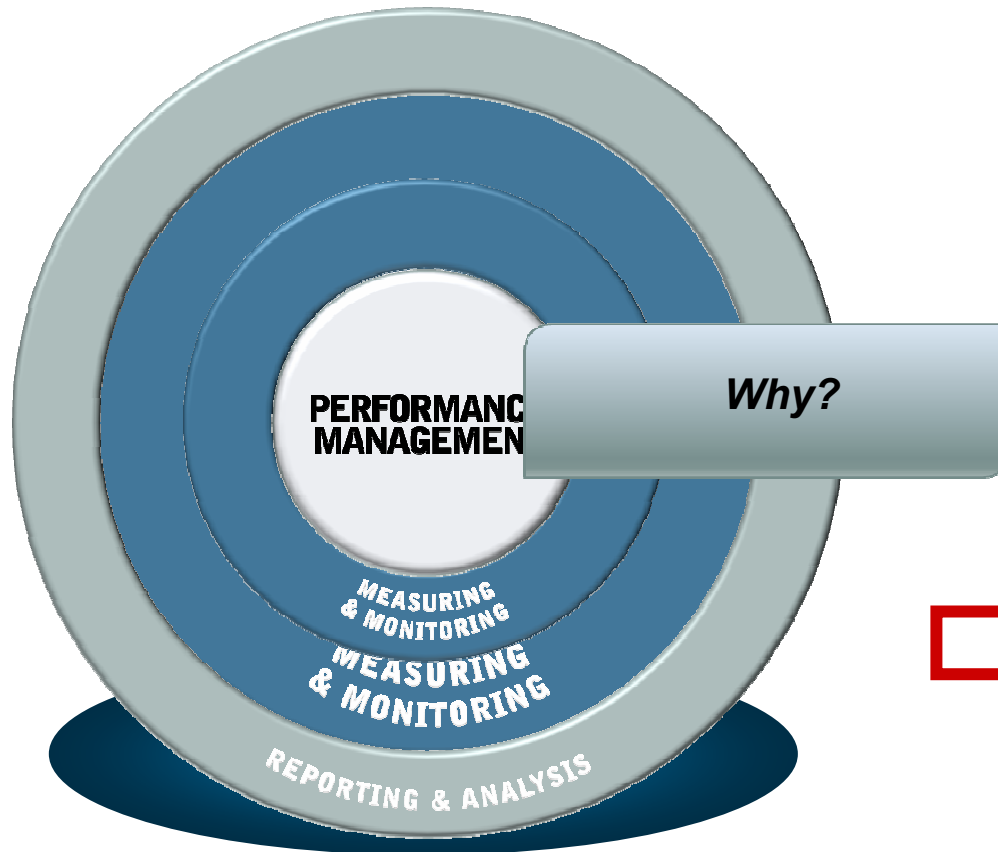 PERFORMANC
MANAGEMEN
Why?
MEASURING
& MONITORING
MEASURING
& MONITORING
REPORTING & ANALYSIS